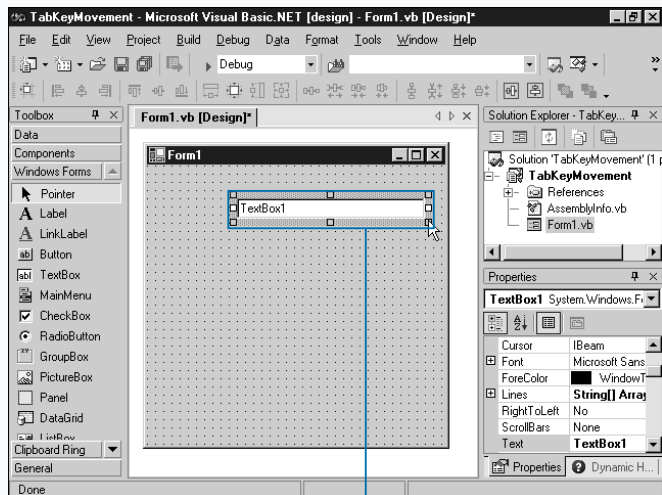 TabKeyMovement - Microsoft Visual Basic.NET [design] - Form1.vb [Design]*
File Edit View Project Build Debug Data Format Tools Window Help
Debug
Toolbox
Form1.vb [Design]*
Solution Explorer - TabKey...
Data
Components
Windows Forms
Pointer
A Label
A LinkLabel
ab Button
abl TextBox
MainMenu
CheckBox
RadioButton
XY GroupBox
PictureBox
Panel
DataGrid
ListBox
Clipboard Ring
General
Form1
TextBox1
Solution 'TabKeyMovement' (1 p
TabKeyMovement
References
AssemblyInfo.vb
Form1.vb
Properties
TextBox1 System.Windows.F
Cursor IBeam
Font Microsoft Sans
ForeColor WindowT
Lines String[] Array
RightToLeft No
ScrollBars None
Text TextBox1
Properties Dynamic H...
Done